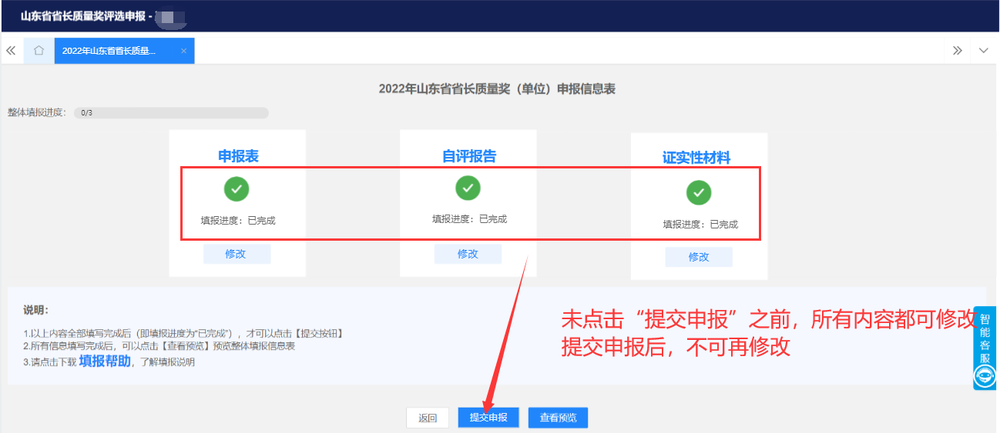 山东省省长质量奖评选申报 -
2022年山东省省长质量...
2022年山东省省长质量奖（单位）申报信息表
整体填报进度： 0/3
申报表 自评报告 证实性材料
填报进度：已完成 填报进度：已完成 填报进度：已完成
修改 修改 修改
说明：
1.以上内容全部填写完成后（即填报进度为“已完成”），才可以点击【提交按钮】
2.所有信息填写完成后，可以点击【查看预览】预览整体填报信息表
3.请点击下载 填报帮助，了解填报说明
未点击“提交申报”之前，所有内容都可修改
提交申报后，不可再修改
智能客服
返回 提交申报 查看预览